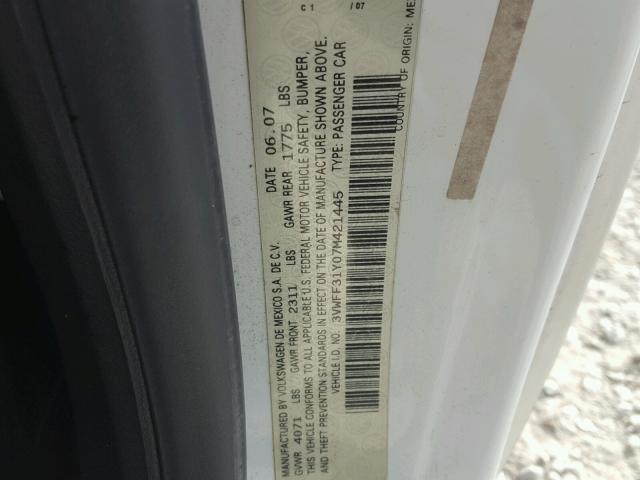 C1 /07
MANUFACTURED BY VOLKSWAGEN DE MEXICO S.A. DE C.V. DATE 06.07
GVWR 4071 LBS GAWR FRONT 2311 LBS GAWR REAR 1775 LBS
THIS VEHICLE CONFORMS TO ALL APPLICABLE U.S. FEDERAL MOTOR VEHICLE SAFETY, BUMPER,
AND THEFT PREVENTION STANDARDS IN EFFECT ON THE DATE OF MANUFACTURE SHOWN ABOVE.
VEHICLE I.D. NO.: 3VWFF31Y07M421445 TYPE: PASSENGER CAR
COUNTRY OF ORIGIN: